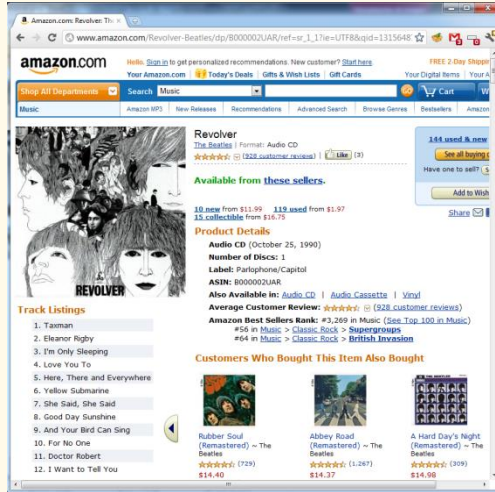 Amazon.com: Revolver: The
www.amazon.com/Revolver-Beatles/dp/B000002UAR/ref=sr_1_1?ie=UTF8&qid=1315648
amazon.com
Hello. Sign in to get personalized recommendations. New customer? Start here.
FREE 2-Day Shippin
Your Amazon.com
Today's Deals
Gifts & Wish Lists
Gift Cards
Your Digital Items
Your A
Shop All Departments
Search
Music
GO
Cart
W
Music
Amazon MP3
New Releases
Recommendations
Advanced Search
Browse Genres
Bestsellers
Amazon
REVOLVER
Revolver
The Beatles | Format: Audio CD
(928 customer reviews) | Like (3)
Available from these sellers.
10 new from $11.99 119 used from $1.97
15 collectible from $16.75
144 used & new
See all buying o
Have one to sell? S
Add to Wish
Share
Product Details
Audio CD (October 25, 1990)
Number of Discs: 1
Label: Parlophone/Capitol
ASIN: B000002UAR
Also Available in: Audio CD | Audio Cassette | Vinyl
Average Customer Review: (928 customer reviews)
Amazon Best Sellers Rank: #3,269 in Music (See Top 100 in Music)
#56 in Music > Classic Rock > Supergroups
#64 in Music > Classic Rock > British Invasion
Track Listings
1. Taxman
2. Eleanor Rigby
3. I'm Only Sleeping
4. Love You To
5. Here, There and Everywhere
6. Yellow Submarine
7. She Said, She Said
8. Good Day Sunshine
9. And Your Bird Can Sing
10. For No One
11. Doctor Robert
12. I Want to Tell You
Customers Who Bought This Item Also Bought
Rubber Soul
(Remastered) ~ The
Beatles
(729)
$14.40
Abbey Road
(Remastered) ~ The
Beatles
(1,267)
$14.37
A Hard Day's Night
(Remastered) ~ The
Beatles
(309)
$14.98